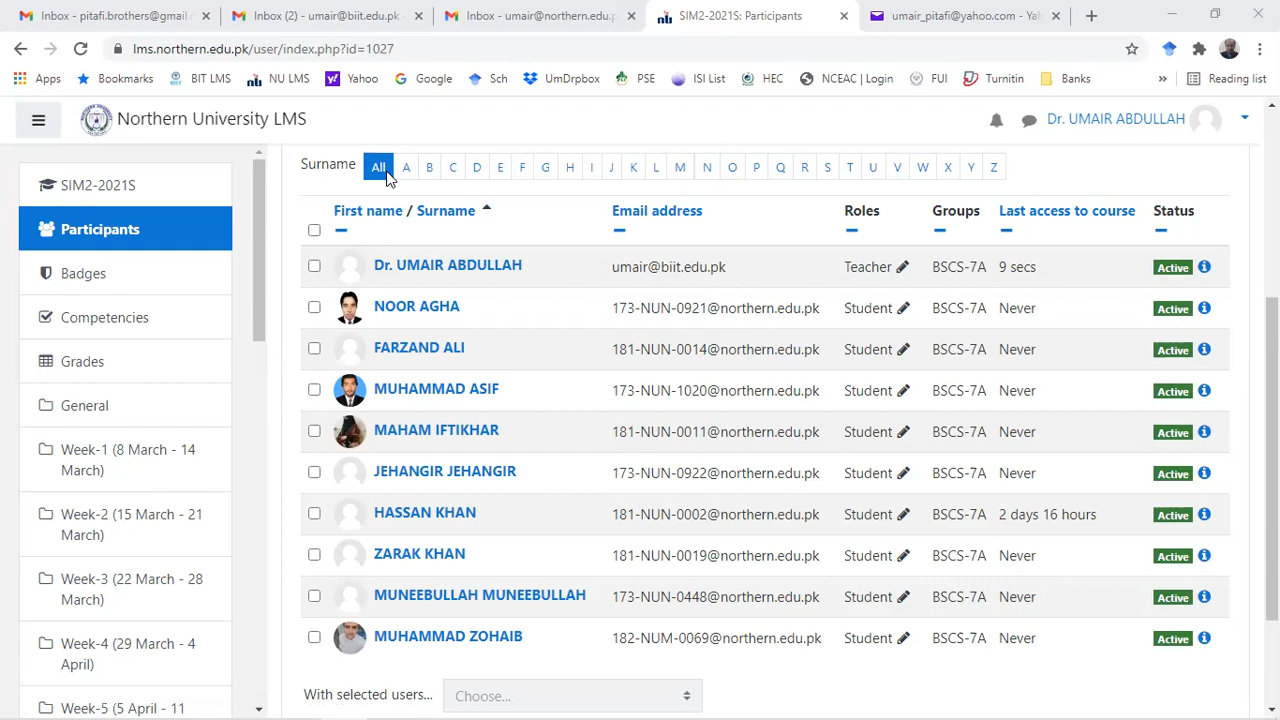 Inbox - pitafi.brothers@gmail. Inbox (2) - umair@biit.edu.pk Inbox - umair@northern.edu.p SIM2-2021S: Participants umair_pitafi@yahoo.com - Ya
lms.northern.edu.pk/user/index.php?id=1027
Apps Bookmarks BIT LMS NU LMS Yahoo Google Sch UmDrpbox PSE ISI List HEC NCEAC | Login FUI Turnitin Banks » Reading list
Northern University LMS Dr. UMAIR ABDULLAH
Surname All A B C D E F G H I J K L M N O P Q R S T U V W X Y Z
SIM2-2021S
Participants
Badges
Competencies
Grades
General
Week-1 (8 March - 14
March)
Week-2 (15 March - 21
March)
Week-3 (22 March - 28
March)
Week-4 (29 March - 4
April)
Week-5 (5 April - 11
First name / Surname Email address Roles Groups Last access to course Status
Dr. UMAIR ABDULLAH umair@biit.edu.pk Teacher BSCS-7A 9 secs Active
NOOR AGHA 173-NUN-0921@northern.edu.pk Student BSCS-7A Never Active
FARZAND ALI 181-NUN-0014@northern.edu.pk Student BSCS-7A Never Active
MUHAMMAD ASIF 173-NUN-1020@northern.edu.pk Student BSCS-7A Never Active
MAHAM IFTIKHAR 181-NUN-0011@northern.edu.pk Student BSCS-7A Never Active
JEHANGIR JEHANGIR 173-NUN-0922@northern.edu.pk Student BSCS-7A Never Active
HASSAN KHAN 181-NUN-0002@northern.edu.pk Student BSCS-7A 2 days 16 hours Active
ZARAK KHAN 181-NUN-0019@northern.edu.pk Student BSCS-7A Never Active
MUNEEBULLAH MUNEEBULLAH 173-NUN-0448@northern.edu.pk Student BSCS-7A Never Active
MUHAMMAD ZOHAIB 182-NUM-0069@northern.edu.pk Student BSCS-7A Never Active
With selected users... Choose...